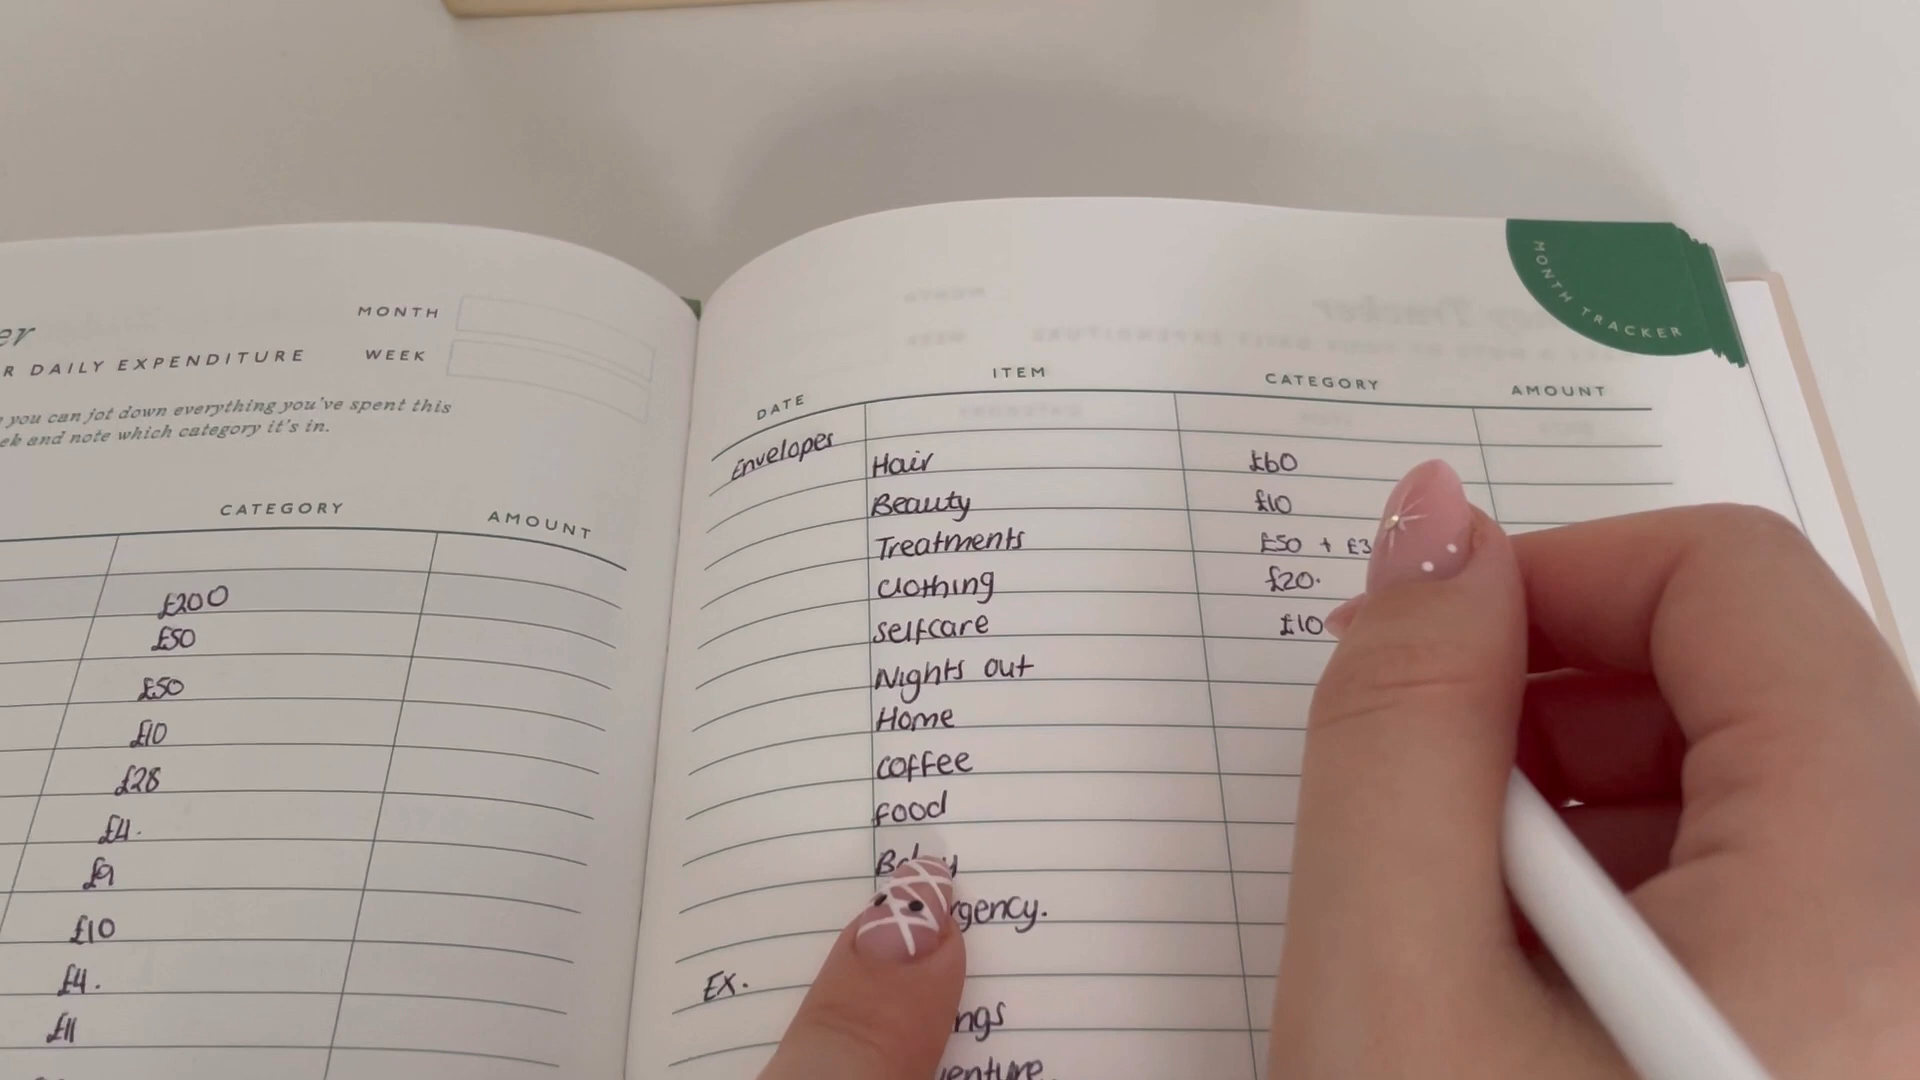 MONTH
R DAILY EXPENDITURE
WEEK
you can jot down everything you've spent this
and note which category it's in.
CATEGORY AMOUNT
£200
£50
£50
£10
£28
£4.
£9
£10
£4.
£11
MONTH TRACKER
DATE ITEM CATEGORY AMOUNT
Envelopes
Hair £60
Beauty £10
Treatments £50 + £3
Clothing £20.
Selfcare £10
Nights out
Home
Coffee
Food
EX.